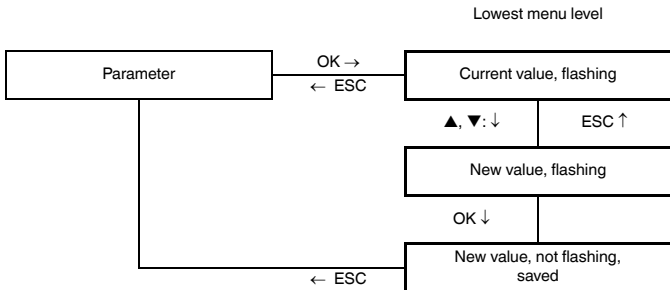 Lowest menu level
OK →
Parameter
Current value, flashing
← ESC
▲, ▼: ↓
ESC ↑
New value, flashing
OK ↓
New value, not flashing,
saved
← ESC